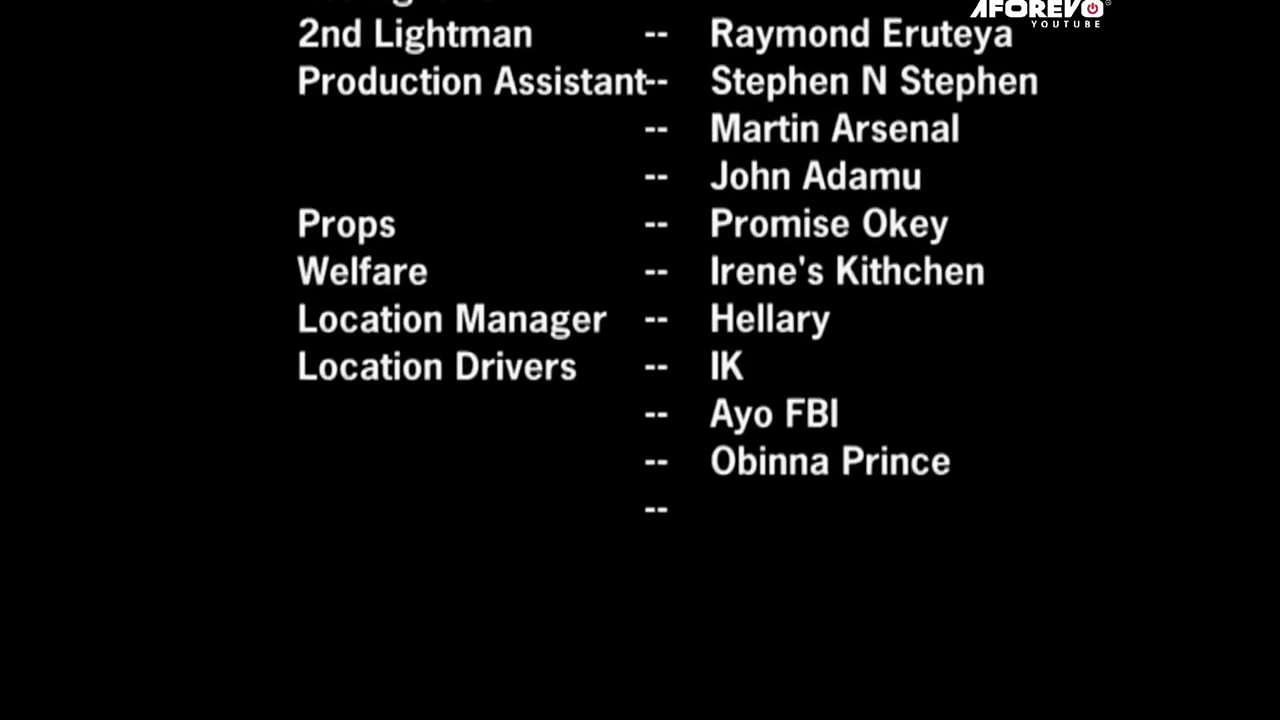 AFOREVO
YOUTUBE
2nd Lightman -- Raymond Eruteya
Production Assistant-- Stephen N Stephen
-- Martin Arsenal
-- John Adamu
Props -- Promise Okey
Welfare -- Irene's Kithchen
Location Manager -- Hellary
Location Drivers -- IK
-- Ayo FBI
-- Obinna Prince
--